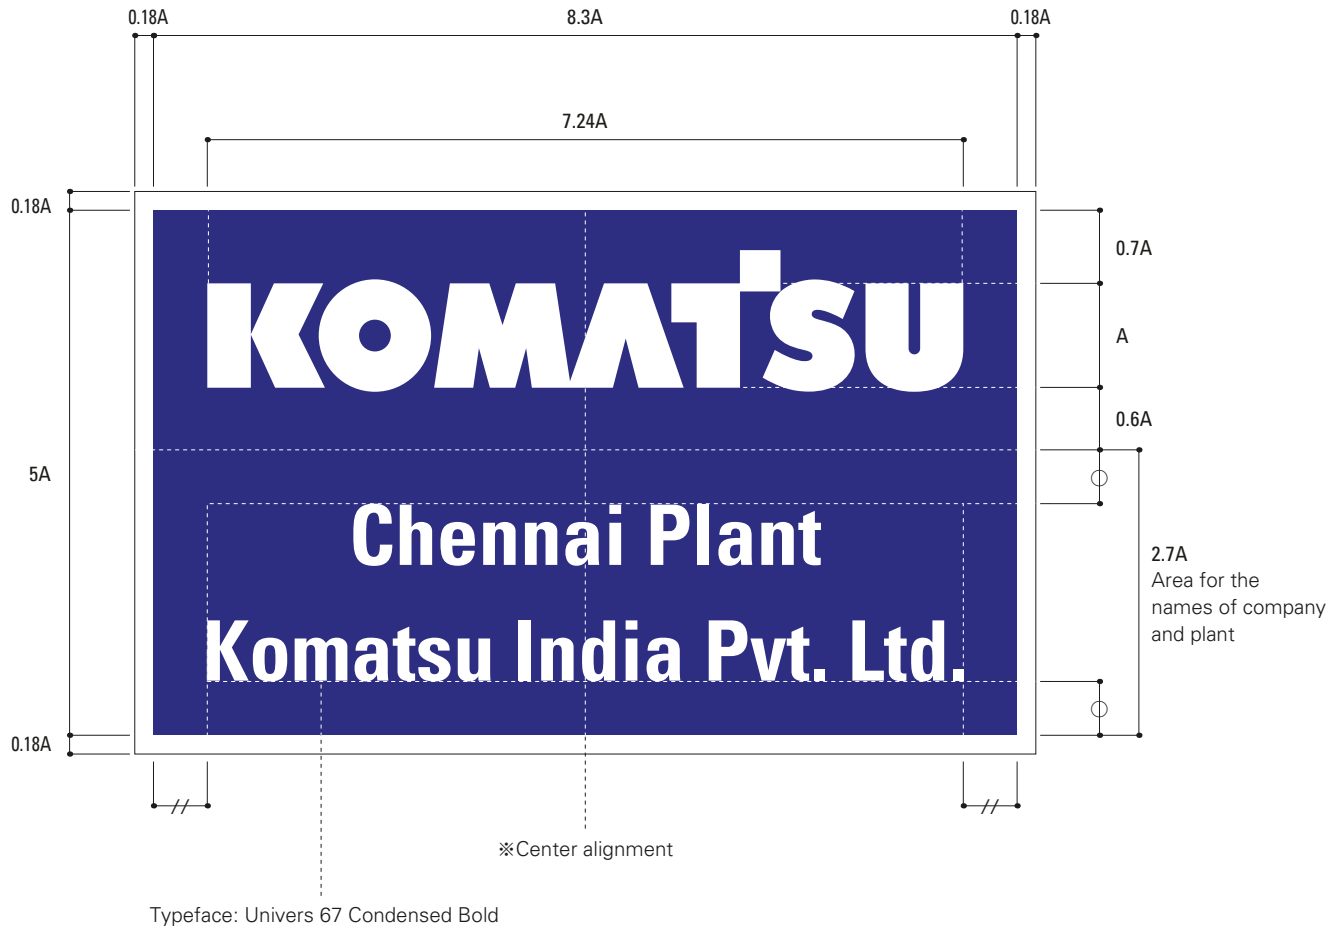 0.18A 8.3A 0.18A
7.24A
0.18A
0.7A
KOMATSU
A
0.6A
5A
Chennai Plant
2.7A
Area for the
names of company
and plant
Komatsu India Pvt. Ltd.
0.18A
※Center alignment
Typeface: Univers 67 Condensed Bold